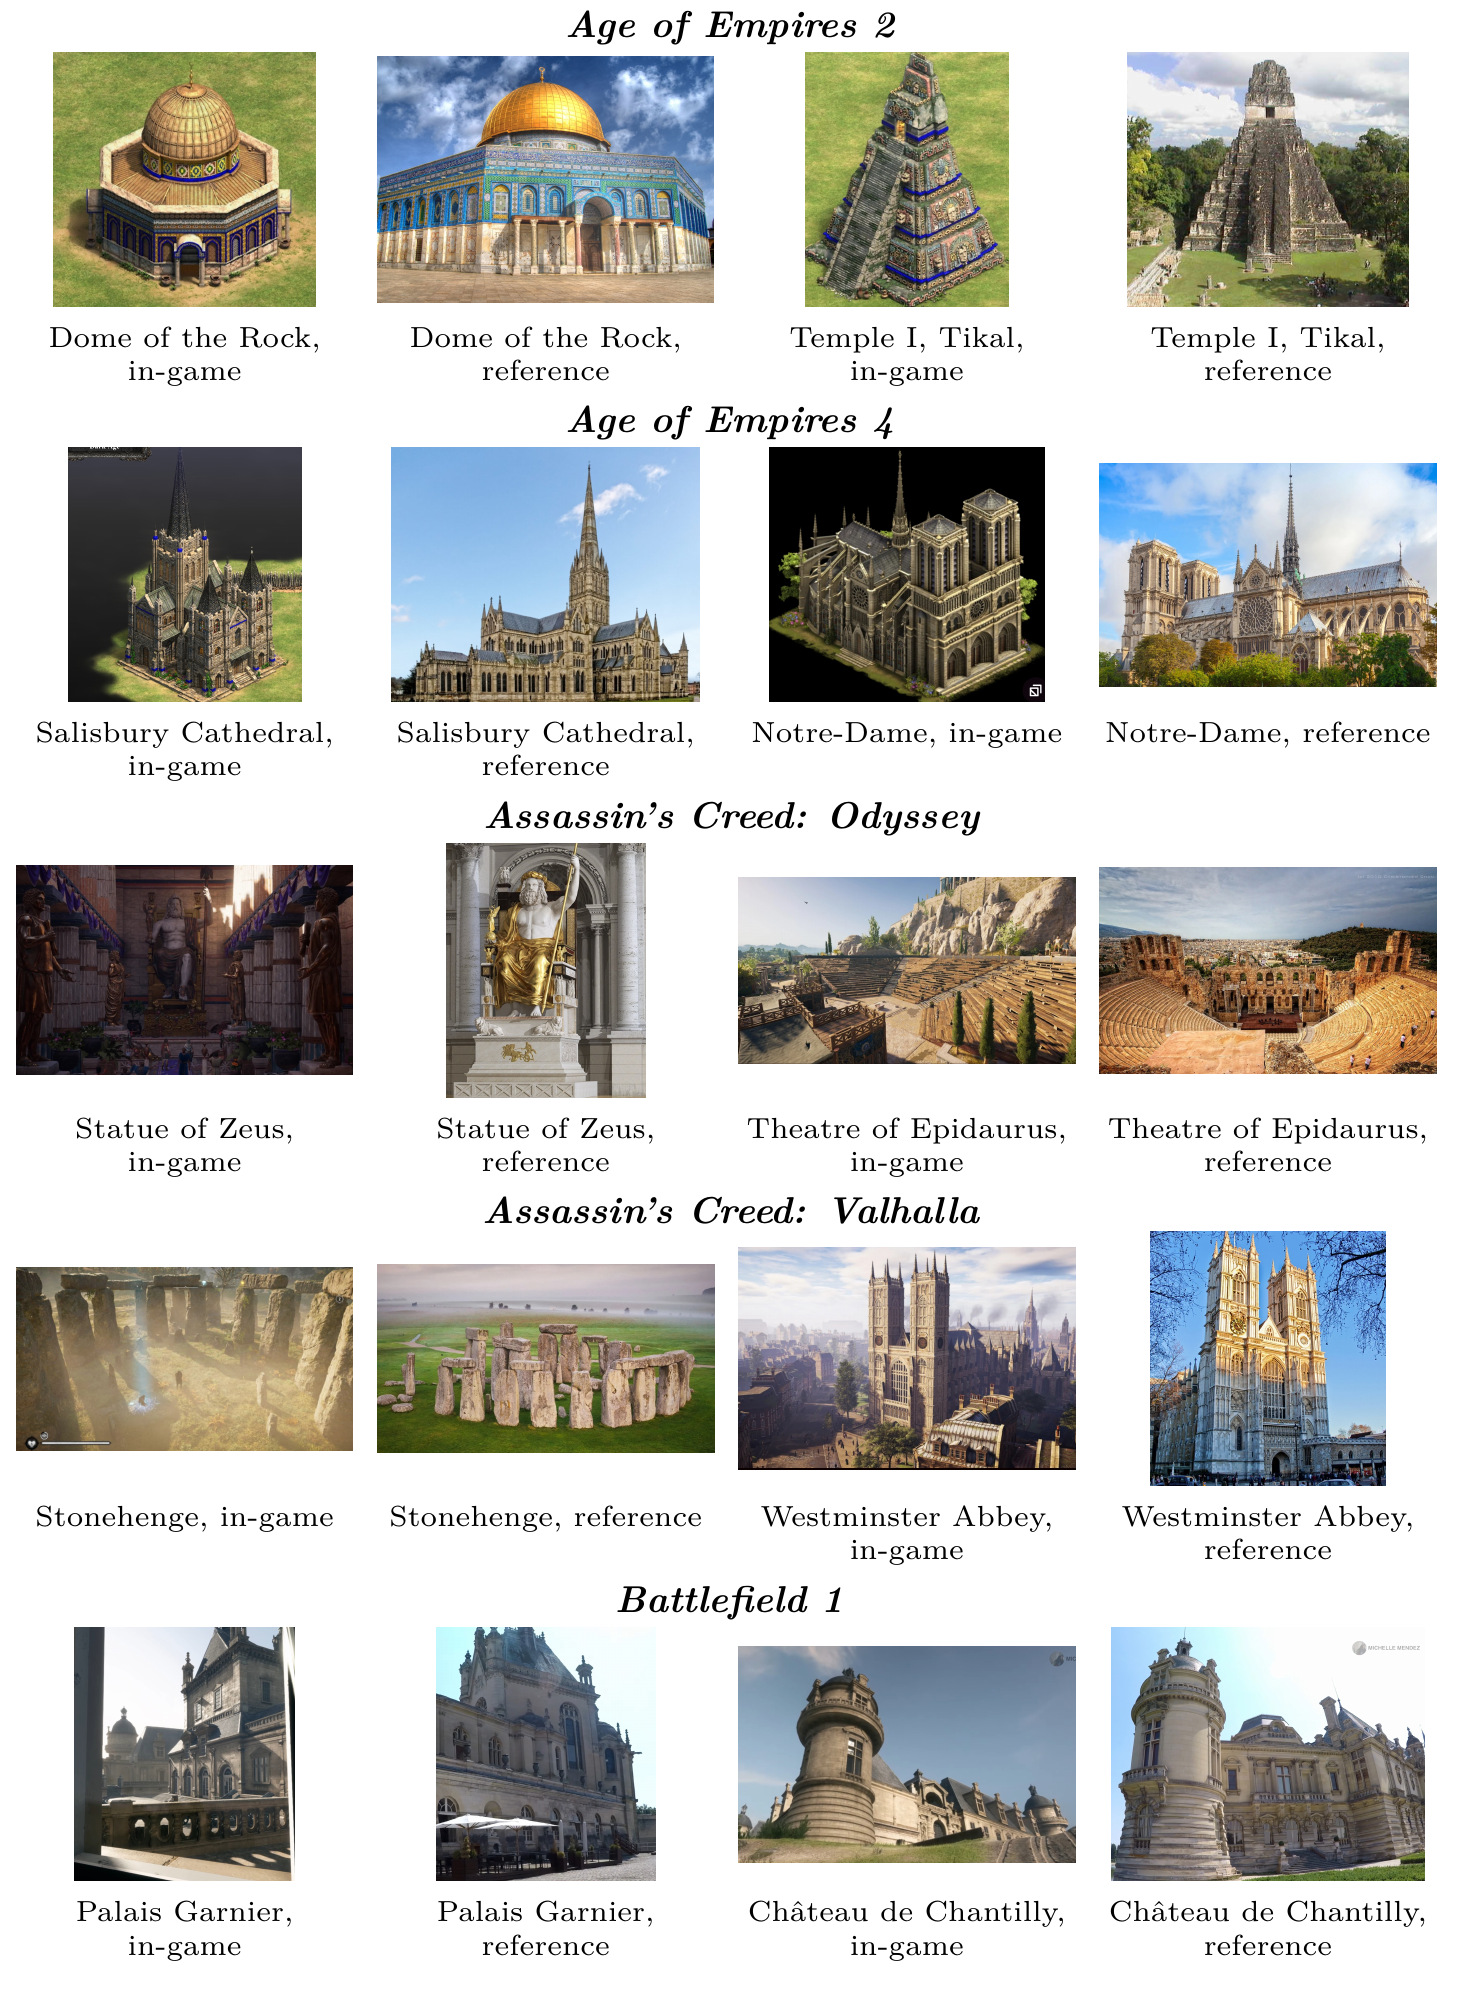 Age of Empires 2
Dome of the Rock,
in-game
Dome of the Rock,
reference
Temple I, Tikal,
in-game
Temple I, Tikal,
reference
Age of Empires 4
Salisbury Cathedral,
in-game
Salisbury Cathedral,
reference
Notre-Dame, in-game
Notre-Dame, reference
Assassin's Creed: Odyssey
Statue of Zeus,
in-game
Statue of Zeus,
reference
Theatre of Epidaurus,
in-game
Theatre of Epidaurus,
reference
Assassin's Creed: Valhalla
Stonehenge, in-game
Stonehenge, reference
Westminster Abbey,
in-game
Westminster Abbey,
reference
Battlefield 1
MIC
MICHELLE MENDEZ
Palais Garnier,
in-game
Palais Garnier,
reference
Château de Chantilly,
in-game
Château de Chantilly,
reference